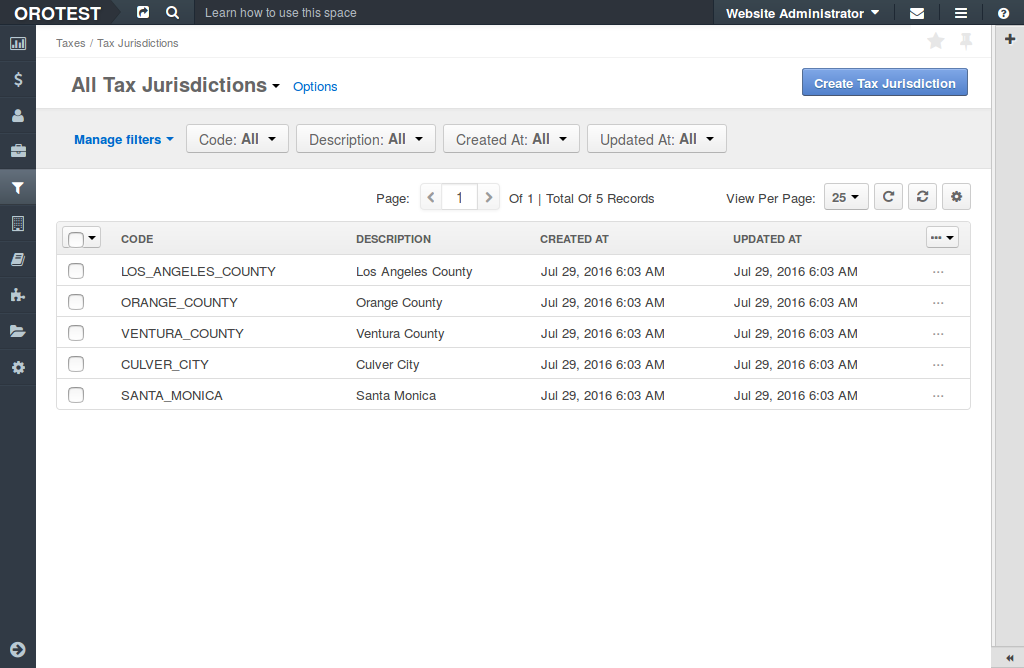 OROTEST Learn how to use this space Website Administrator
Taxes / Tax Jurisdictions
All Tax Jurisdictions Options Create Tax Jurisdiction
Manage filters Code: All Description: All Created At: All Updated At: All
Page: 1 Of 1 | Total Of 5 Records View Per Page: 25
CODE DESCRIPTION CREATED AT UPDATED AT
LOS_ANGELES_COUNTY Los Angeles County Jul 29, 2016 6:03 AM Jul 29, 2016 6:03 AM ...
ORANGE_COUNTY Orange County Jul 29, 2016 6:03 AM Jul 29, 2016 6:03 AM ...
VENTURA_COUNTY Ventura County Jul 29, 2016 6:03 AM Jul 29, 2016 6:03 AM ...
CULVER_CITY Culver City Jul 29, 2016 6:03 AM Jul 29, 2016 6:03 AM ...
SANTA_MONICA Santa Monica Jul 29, 2016 6:03 AM Jul 29, 2016 6:03 AM ...